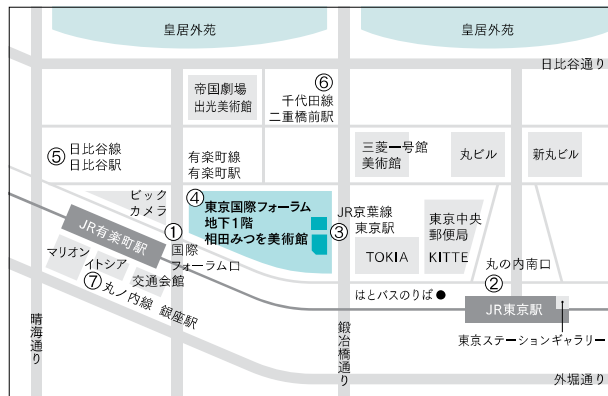 皇居外苑
皇居外苑
日比谷通り
帝国劇場
出光美術館
⑥
千代田線
二重橋前駅
⑤
日比谷線
日比谷駅
有楽町線
有楽町駅
三菱一号館
美術館
丸ビル
新丸ビル
ビック
カメラ
④
東京国際フォーラム
地下1階
相田みつを美術館
③
JR京葉線
東京駅
東京中央
郵便局
KITTE
TOKIA
JR有楽町駅
①
国際
フォーラム口
マリオン
イトシア
交通会館
⑦
丸ノ内線 銀座駅
丸の内南口
②
はとバスのりば●
JR東京駅
東京ステーションギャラリー
晴海通り
鍛冶橋通り
外堀通り